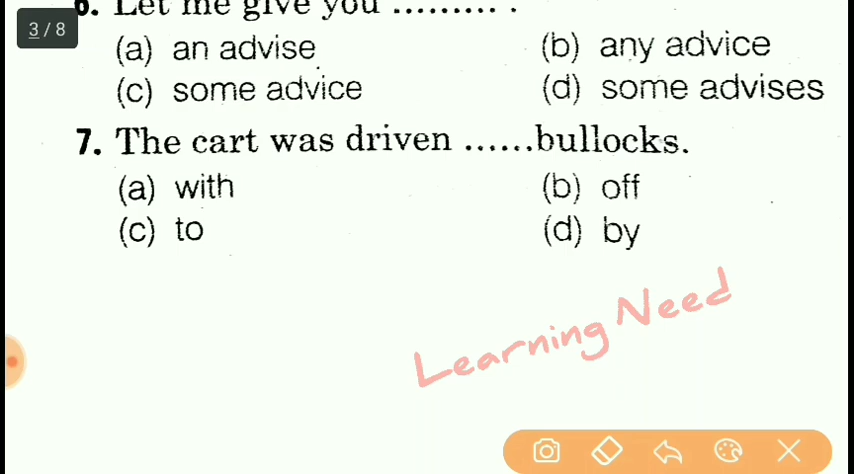 3/8
6. Let me give you .......... .
(a) an advise
(b) any advice
(c) some advice
(d) some advises
7. The cart was driven ......bullocks.
(a) with
(b) off
(c) to
(d) by
Learning Need